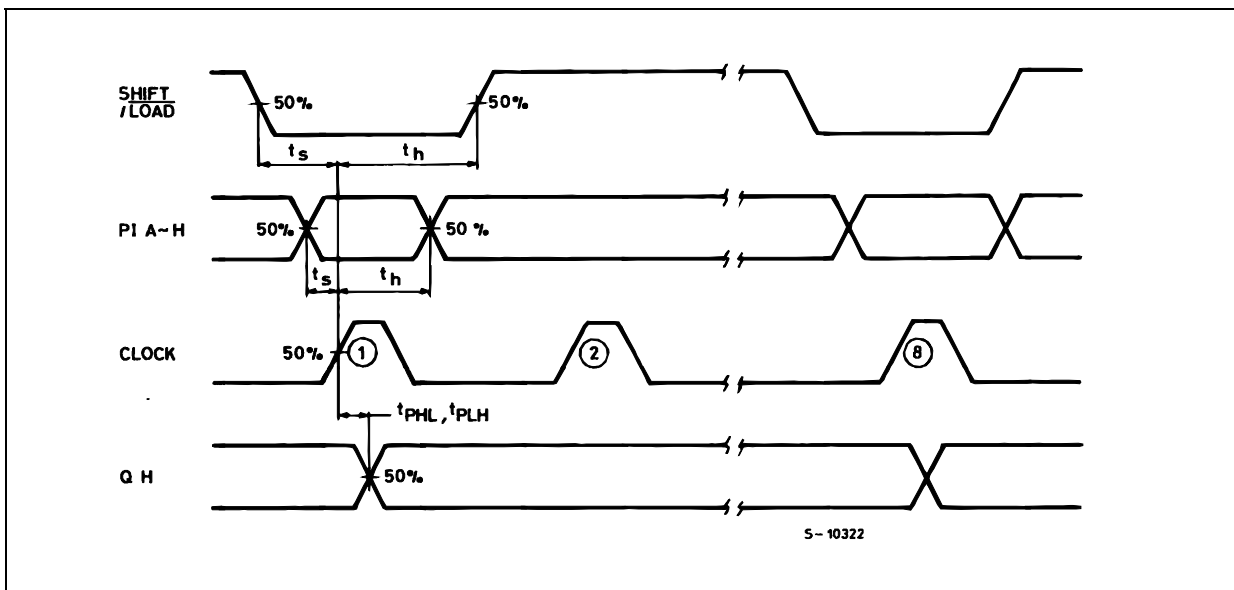 SHIFT
/LOAD
50%
50%
ts
th
PI A~H
50%
50%
ts
th
CLOCK
50%
1
2
8
tPHL, tPLH
Q H
50%
S-10322